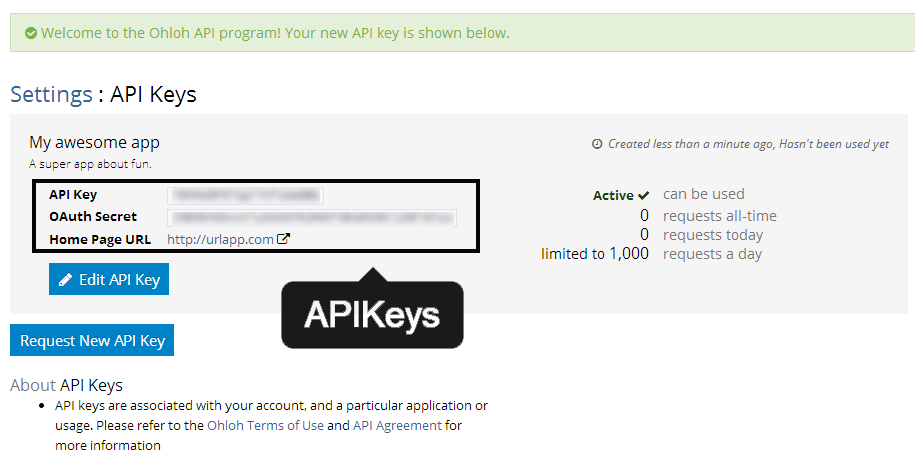 Welcome to the Ohloh API program! Your new API key is shown below.
Settings : API Keys
My awesome app
Created less than a minute ago, Hasn't been used yet
A super app about fun.
API Key
OAuth Secret
Home Page URL http://urlapp.com
Active can be used
0 requests all-time
0 requests today
limited to 1,000 requests a day
Edit API Key
APIKeys
Request New API Key
About API Keys
• API keys are associated with your account, and a particular application or
usage. Please refer to the Ohloh Terms of Use and API Agreement for
more information